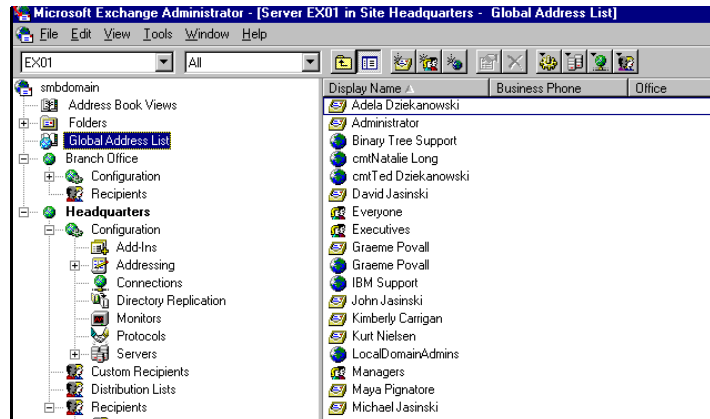 Microsoft Exchange Administrator - [Server EX01 in Site Headquarters - Global Address List]
File Edit View Tools Window Help
EX01 All
smbdomain
Address Book Views
Folders
Global Address List
Branch Office
Configuration
Recipients
Headquarters
Configuration
Add-Ins
Addressing
Connections
Directory Replication
Monitors
Protocols
Servers
Custom Recipients
Distribution Lists
Recipients
Display Name Business Phone Office
Adela Dziekanowski
Administrator
Binary Tree Support
cmtNatalie Long
cmtTed Dziekanowski
David Jasinski
Everyone
Executives
Graeme Povall
Graeme Povall
IBM Support
John Jasinski
Kimberly Carrigan
Kurt Nielsen
LocalDomainAdmins
Managers
Maya Pignatore
Michael Jasinski